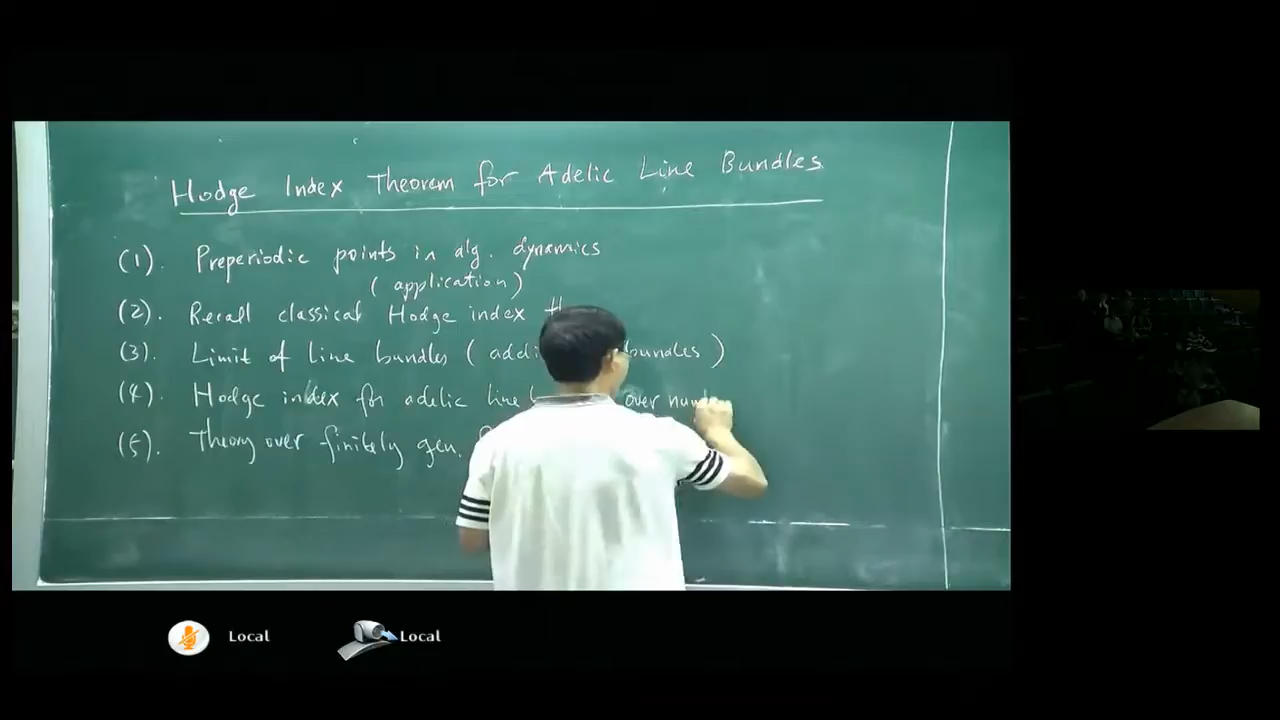 Hodge Index Theorem for Adelic Line Bundles
(1). Preperiodic points in alg. dynamics
(application)
(2). Recall classical Hodge index
(3). Limit of line bundles ( bundles )
(4). Hodge index for adelic line over
(5). Theory over finitely gen.
Local
Local